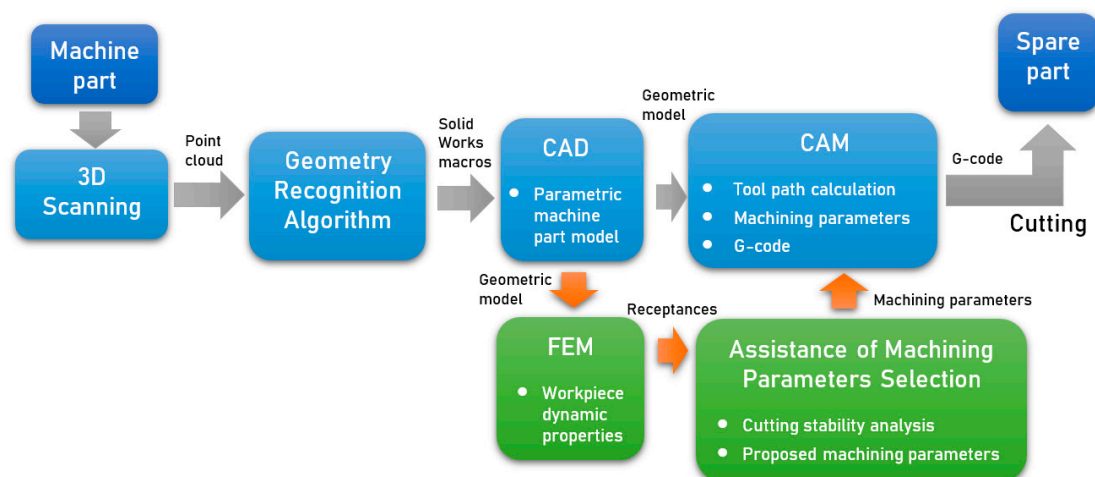 Machine
part
Spare
part
3D
Scanning
Point
cloud
Geometry
Recognition
Algorithm
Solid
Works
macros
CAD
• Parametric
machine
part model
Geometric
model
CAM
• Tool path calculation
• Machining parameters
• G-code
G-code
Cutting
Geometric
model
FEM
• Workpiece
dynamic
properties
Receptances
Machining parameters
Assistance of Machining
Parameters Selection
• Cutting stability analysis
• Proposed machining parameters